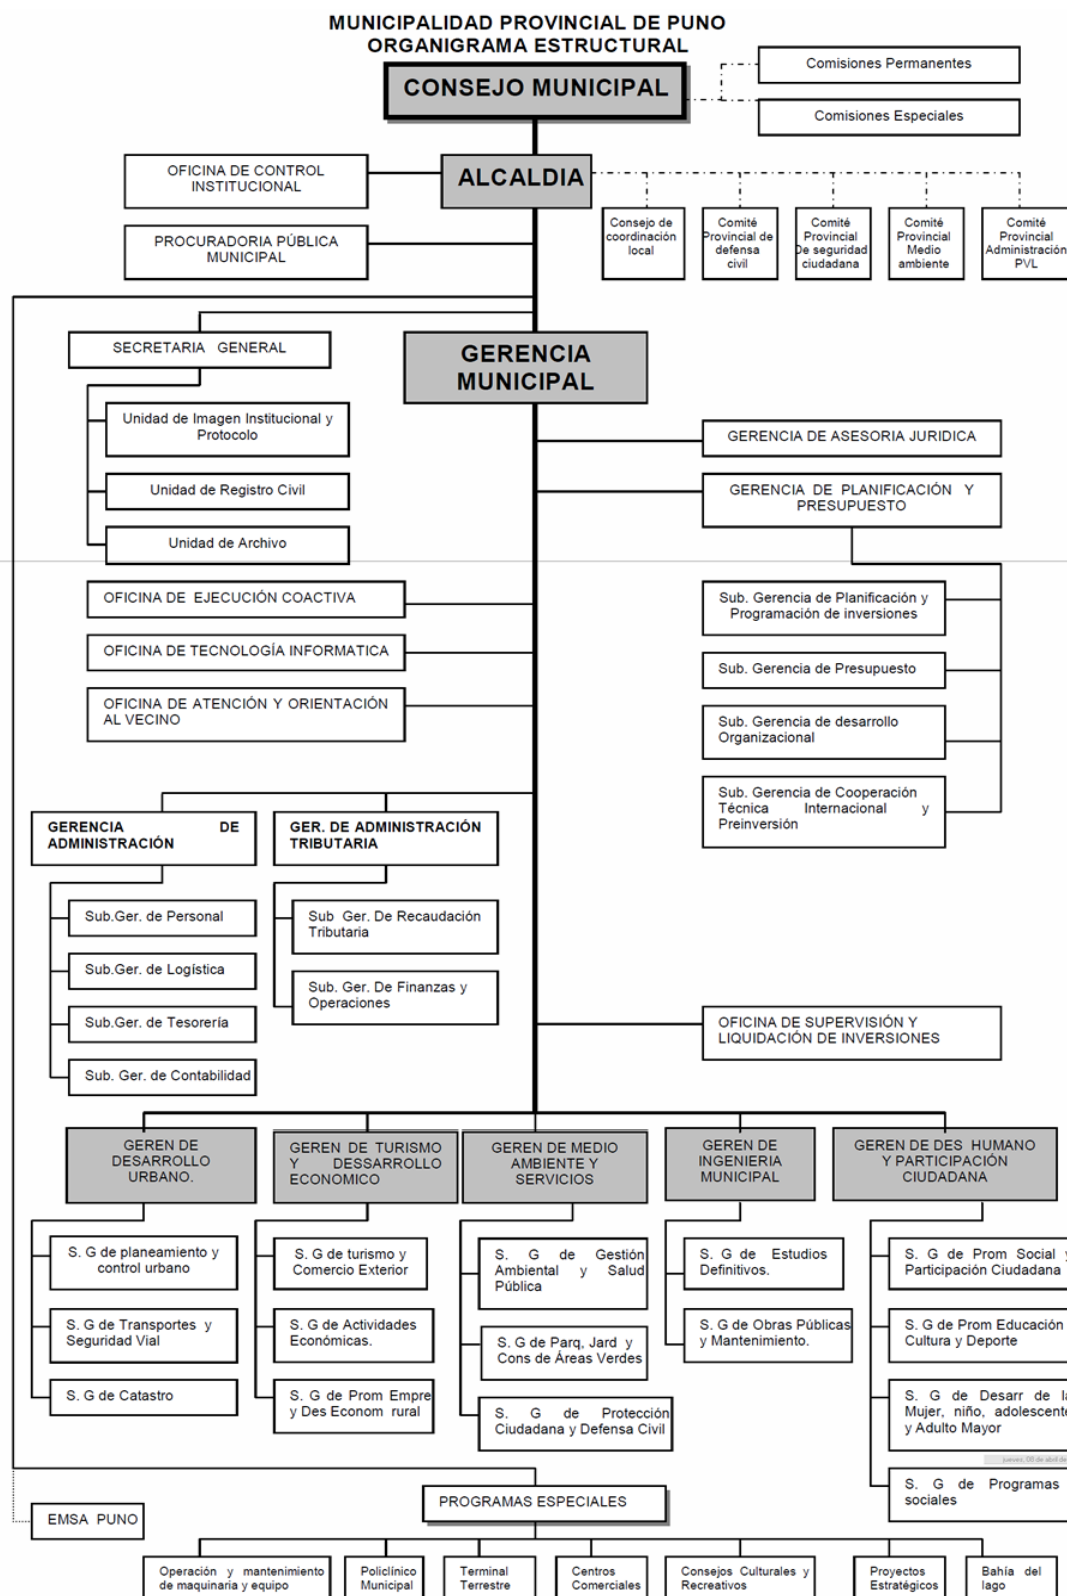 MUNICIPALIDAD PROVINCIAL DE PUNO
ORGANIGRAMA ESTRUCTURAL
CONSEJO MUNICIPAL
Comisiones Permanentes
Comisiones Especiales
OFICINA DE CONTROL
INSTITUCIONAL
ALCALDIA
PROCURADORIA PÚBLICA
MUNICIPAL
Consejo de
coordinación
local
Comité
Provincial de
defensa
civil
Comité
Provincial
De seguridad
ciudadana
Comité
Provincial
Medio
ambiente
Comité
Provincial
Administración
PVL
SECRETARIA GENERAL
GERENCIA
MUNICIPAL
Unidad de Imagen Institucional y
Protocolo
Unidad de Registro Civil
Unidad de Archivo
GERENCIA DE ASESORIA JURIDICA
GERENCIA DE PLANIFICACIÓN Y
PRESUPUESTO
OFICINA DE EJECUCIÓN COACTIVA
OFICINA DE TECNOLOGÍA INFORMATICA
OFICINA DE ATENCIÓN Y ORIENTACIÓN
AL VECINO
Sub. Gerencia de Planificación y
Programación de inversiones
Sub. Gerencia de Presupuesto
Sub. Gerencia de desarrollo
Organizacional
Sub. Gerencia de Cooperación
Técnica Internacional y
Preinversión
GERENCIA DE
ADMINISTRACIÓN
GER. DE ADMINISTRACIÓN
TRIBUTARIA
Sub.Ger. de Personal
Sub.Ger. de Logística
Sub.Ger. de Tesorería
Sub. Ger. de Contabilidad
Sub Ger. De Recaudación
Tributaria
Sub. Ger. De Finanzas y
Operaciones
OFICINA DE SUPERVISIÓN Y
LIQUIDACIÓN DE INVERSIONES
GEREN DE
DESARROLLO
URBANO.
GEREN DE TURISMO
Y DESSARROLLO
ECONOMICO
GEREN DE MEDIO
AMBIENTE Y
SERVICIOS
GEREN DE
INGENIERIA
MUNICIPAL
GEREN DE DES HUMANO
Y PARTICIPACIÓN
CIUDADANA
S. G de planeamiento y
control urbano
S. G de Transportes y
Seguridad Vial
S. G de Catastro
S. G de turismo y
Comercio Exterior
S. G de Actividades
Económicas.
S. G de Prom Empre
y Des Econom rural
S. G de Gestión
Ambiental y Salud
Pública
S. G de Parq, Jard y
Cons de Áreas Verdes
S. G de Protección
Ciudadana y Defensa Civil
S. G de Estudios
Definitivos.
S. G de Obras Públicas
y Mantenimiento.
S. G de Prom Social y
Participación Ciudadana
S. G de Prom Educación
Cultura y Deporte
S. G de Desarr de la
Mujer, niño, adolescente
y Adulto Mayor
jueves, 08 de abril de
S. G de Programas
sociales
EMSA PUNO
PROGRAMAS ESPECIALES
Operación y mantenimiento
de maquinaria y equipo
Policlínico
Municipal
Terminal
Terrestre
Centros
Comerciales
Consejos Culturales y
Recreativos
Proyectos
Estratégicos
Bahía del
lago